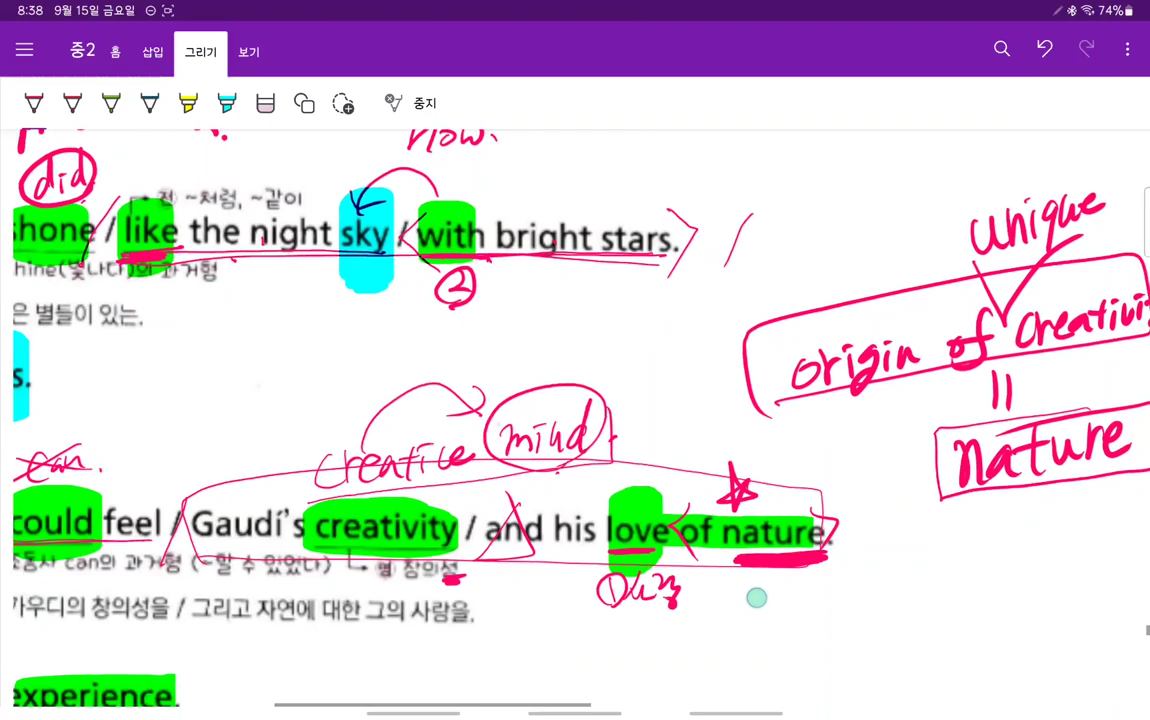 8:38 9월 15일 금요일 74%
중2 홈 삽입 그리기 보기
중지
did
How.
unique
전 ~처럼, ~같이
shone / like the night sky / with bright stars.
hine(빛나다)의 과거형
②
은 별들이 있는.
origin of creativi
s.
=
nature
creative mind.
can.
could feel / Gaudí's creativity / and his love of nature.
조동사 can의 과거형 (~할 수 있었다) 명 창의성
①
가우디의 창의성을 / 그리고 자연에 대한 그의 사랑을.
experience.